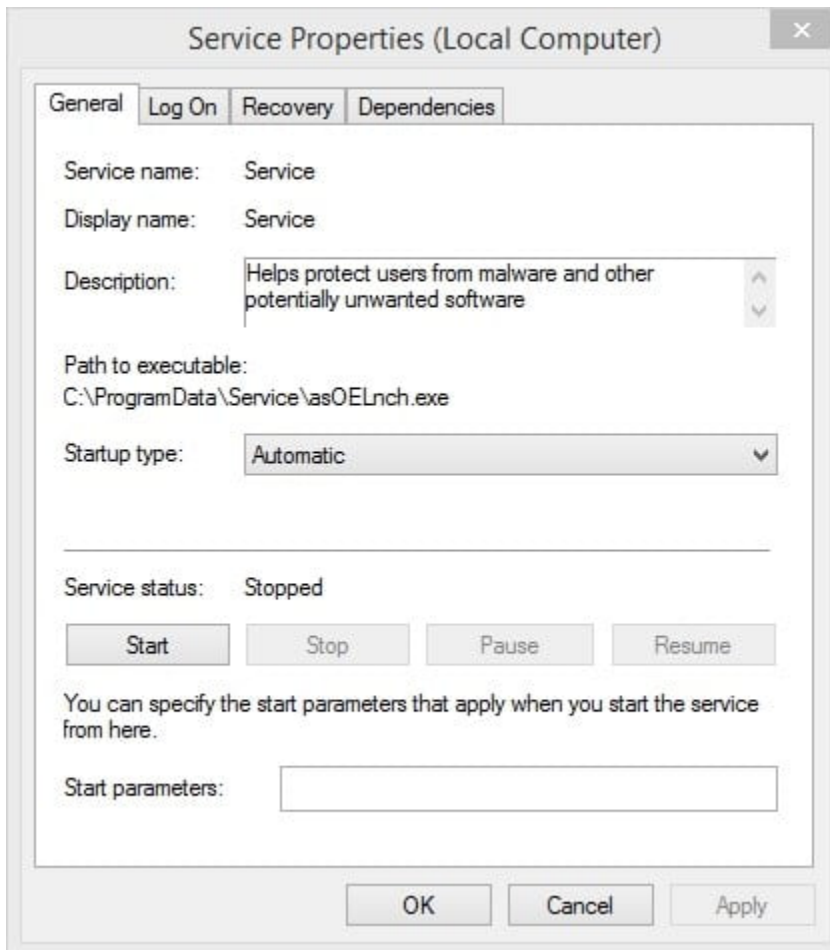 Service Properties (Local Computer)
General Log On Recovery Dependencies
Service name: Service
Display name: Service
Description: Helps protect users from malware and other
potentially unwanted software
Path to executable:
C:\ProgramData\Service\asOELnch.exe
Startup type: Automatic
Service status: Stopped
Start Stop Pause Resume
You can specify the start parameters that apply when you start the service
from here.
Start parameters:
OK Cancel Apply